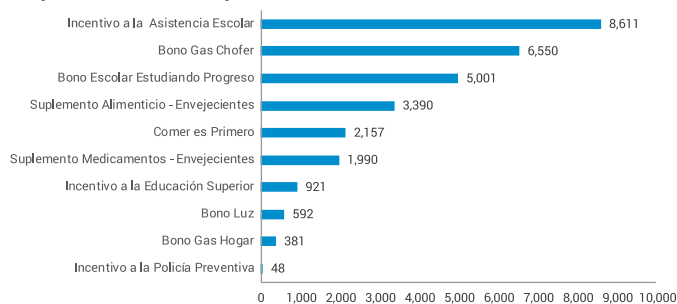 Incentivo a la Asistencia Escolar 8,611
Bono Gas Chofer 6,550
Bono Escolar Estudiando Progreso 5,001
Suplemento Alimenticio - Envejecientes 3,390
Comer es Primero 2,157
Suplemento Medicamentos - Envejecientes 1,990
Incentivo a la Educación Superior 921
Bono Luz 592
Bono Gas Hogar 381
Incentivo a la Policía Preventiva 48
0 1,000 2,000 3,000 4,000 5,000 6,000 7,000 8,000 9,000 10,000